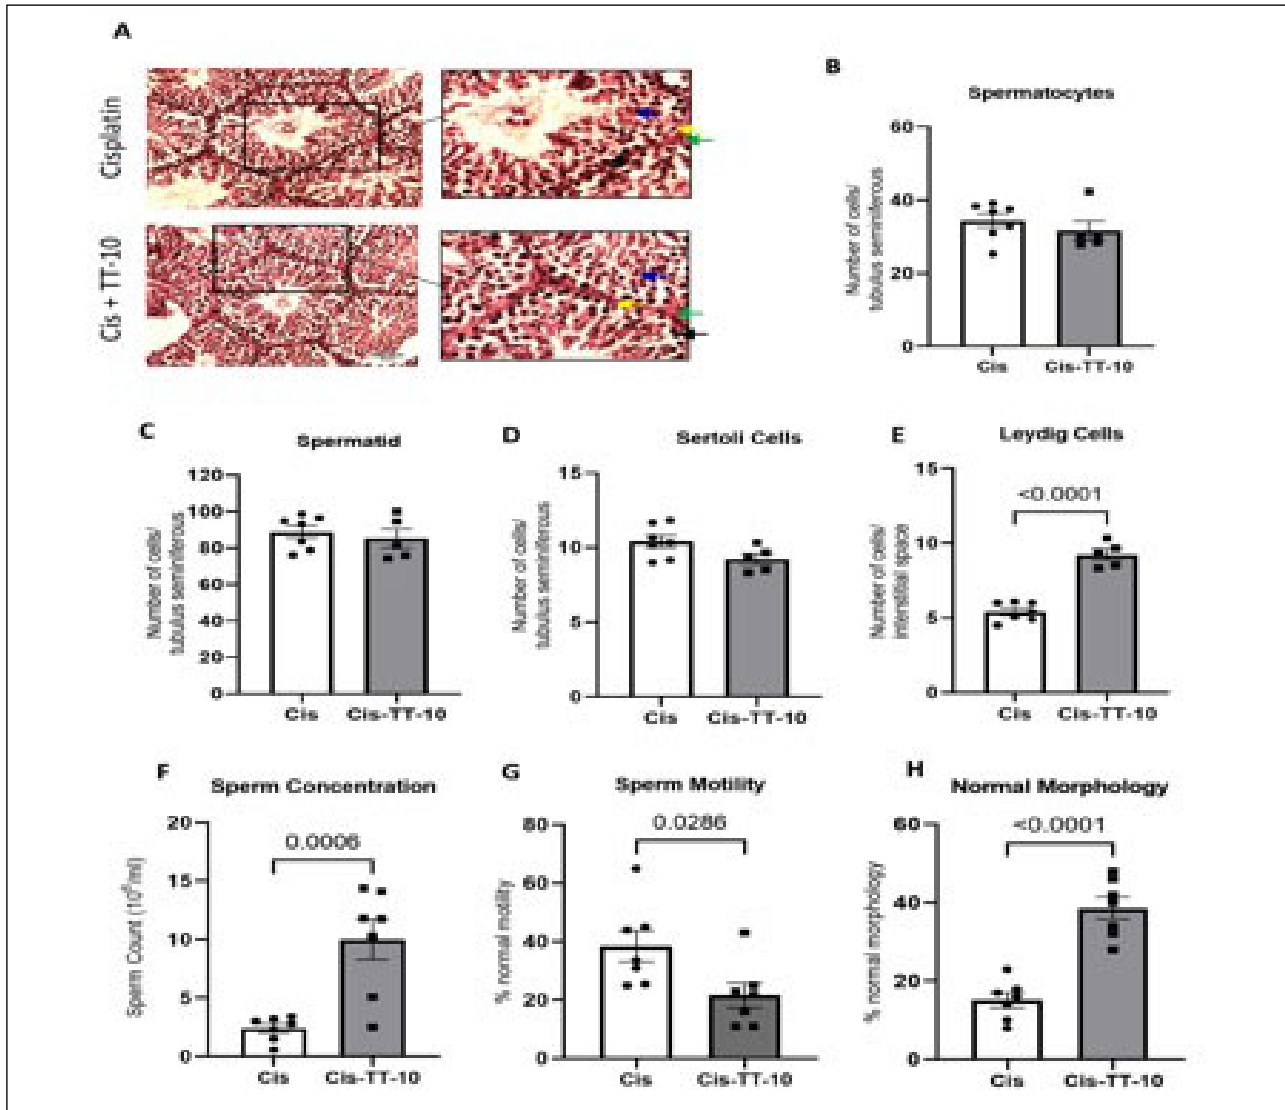 A
Cisplatin
Cis + TT-10
B
Spermatocytes
Number of cells/
tubulus seminiferous
60
40
20
0
Cis
Cis-TT-10
C
Spermatid
Number of cells/
tubulus seminiferous
120
100
80
60
40
20
0
Cis
Cis-TT-10
D
Sertoli Cells
Number of cells/
tubulus seminiferous
15
10
5
0
Cis
Cis-TT-10
E
Leydig Cells
Number of cells/
interstitial space
15
10
5
0
<0.0001
Cis
Cis-TT-10
F
Sperm Concentration
Sperm Count (10⁶/ml)
20
15
10
5
0
0.0006
Cis
Cis-TT-10
G
Sperm Motility
% normal motility
80
60
40
20
0
0.0286
Cis
Cis-TT-10
H
Normal Morphology
% normal morphology
60
40
20
0
<0.0001
Cis
Cis-TT-10